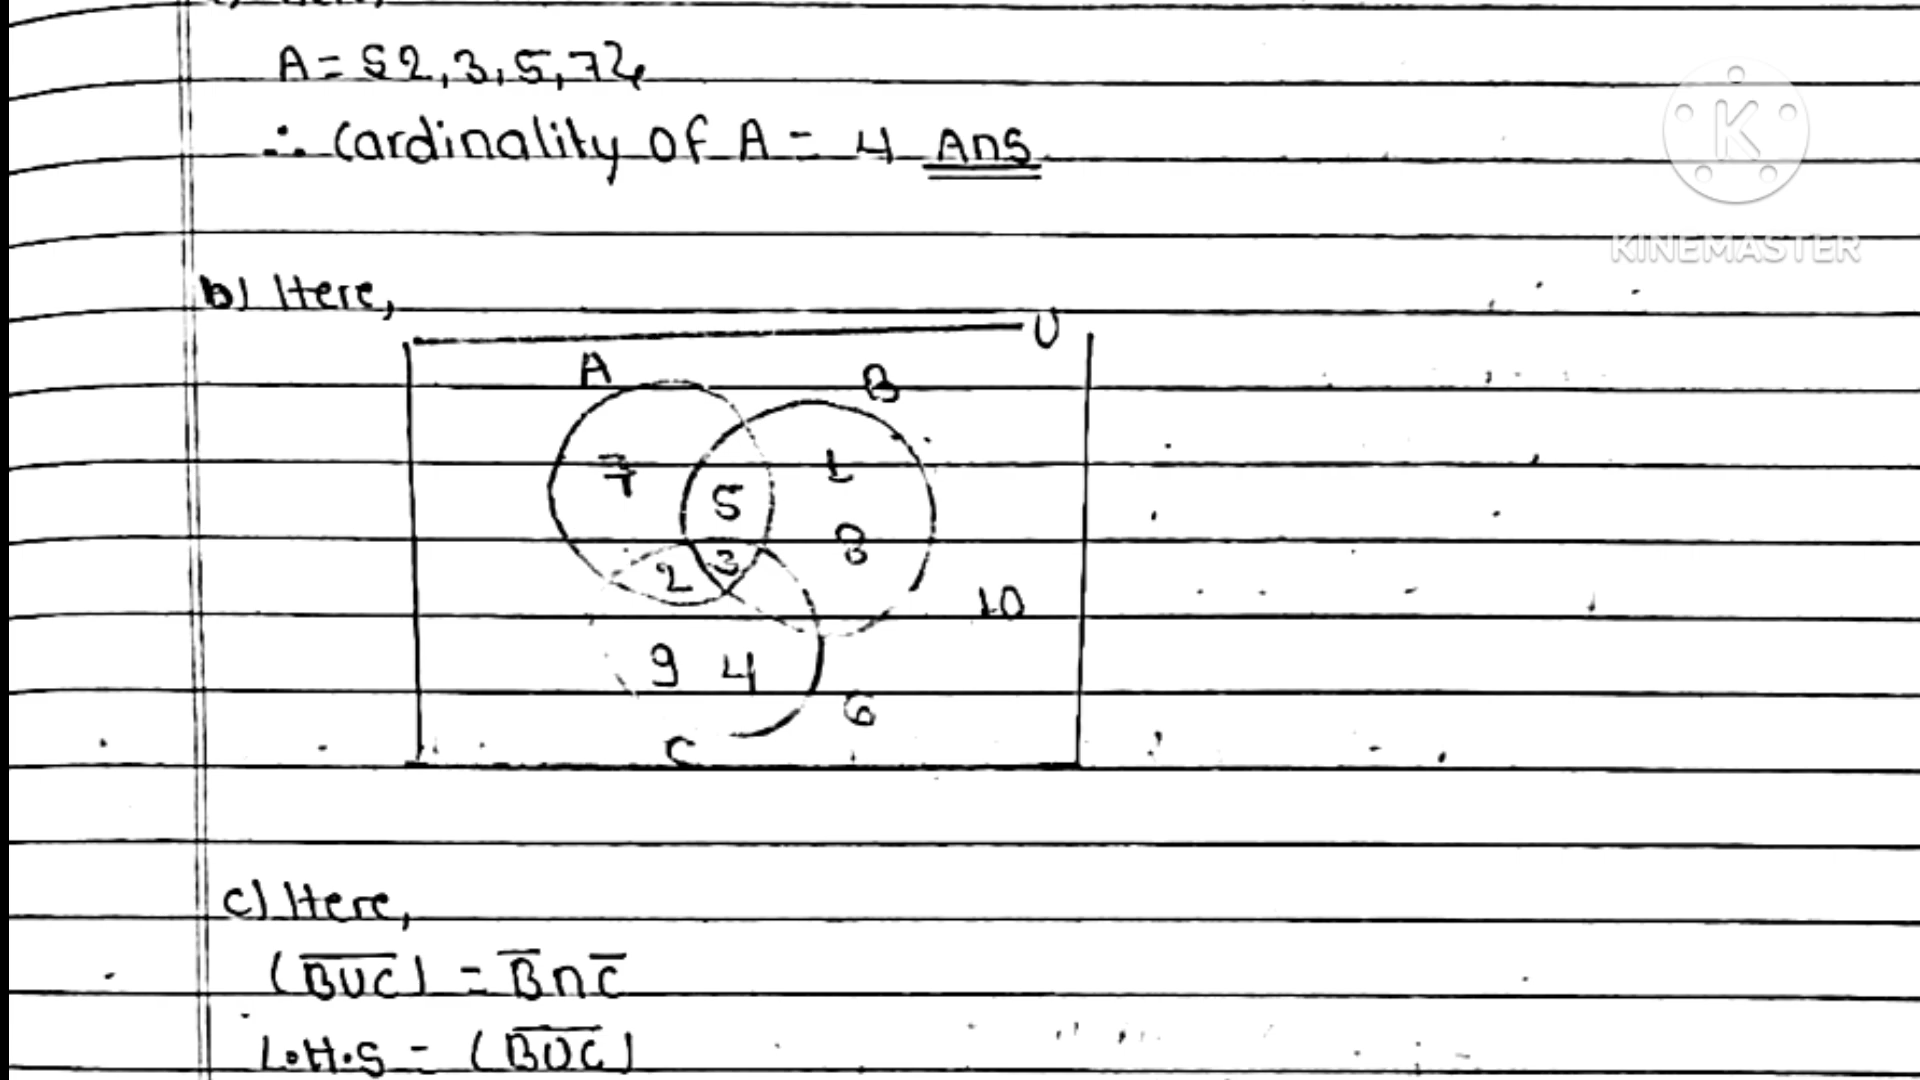 A = {2, 3, 5, 7}
∴ Cardinality of A = 4 Ans
K
KINEMASTER
b) Here,
U
A
B
7
5
1
8
2
3
10
9 4
6
C
c) Here,
(B̅U̅C̅) = B̅∩C̅
L.H.S = (B̅U̅C̅)